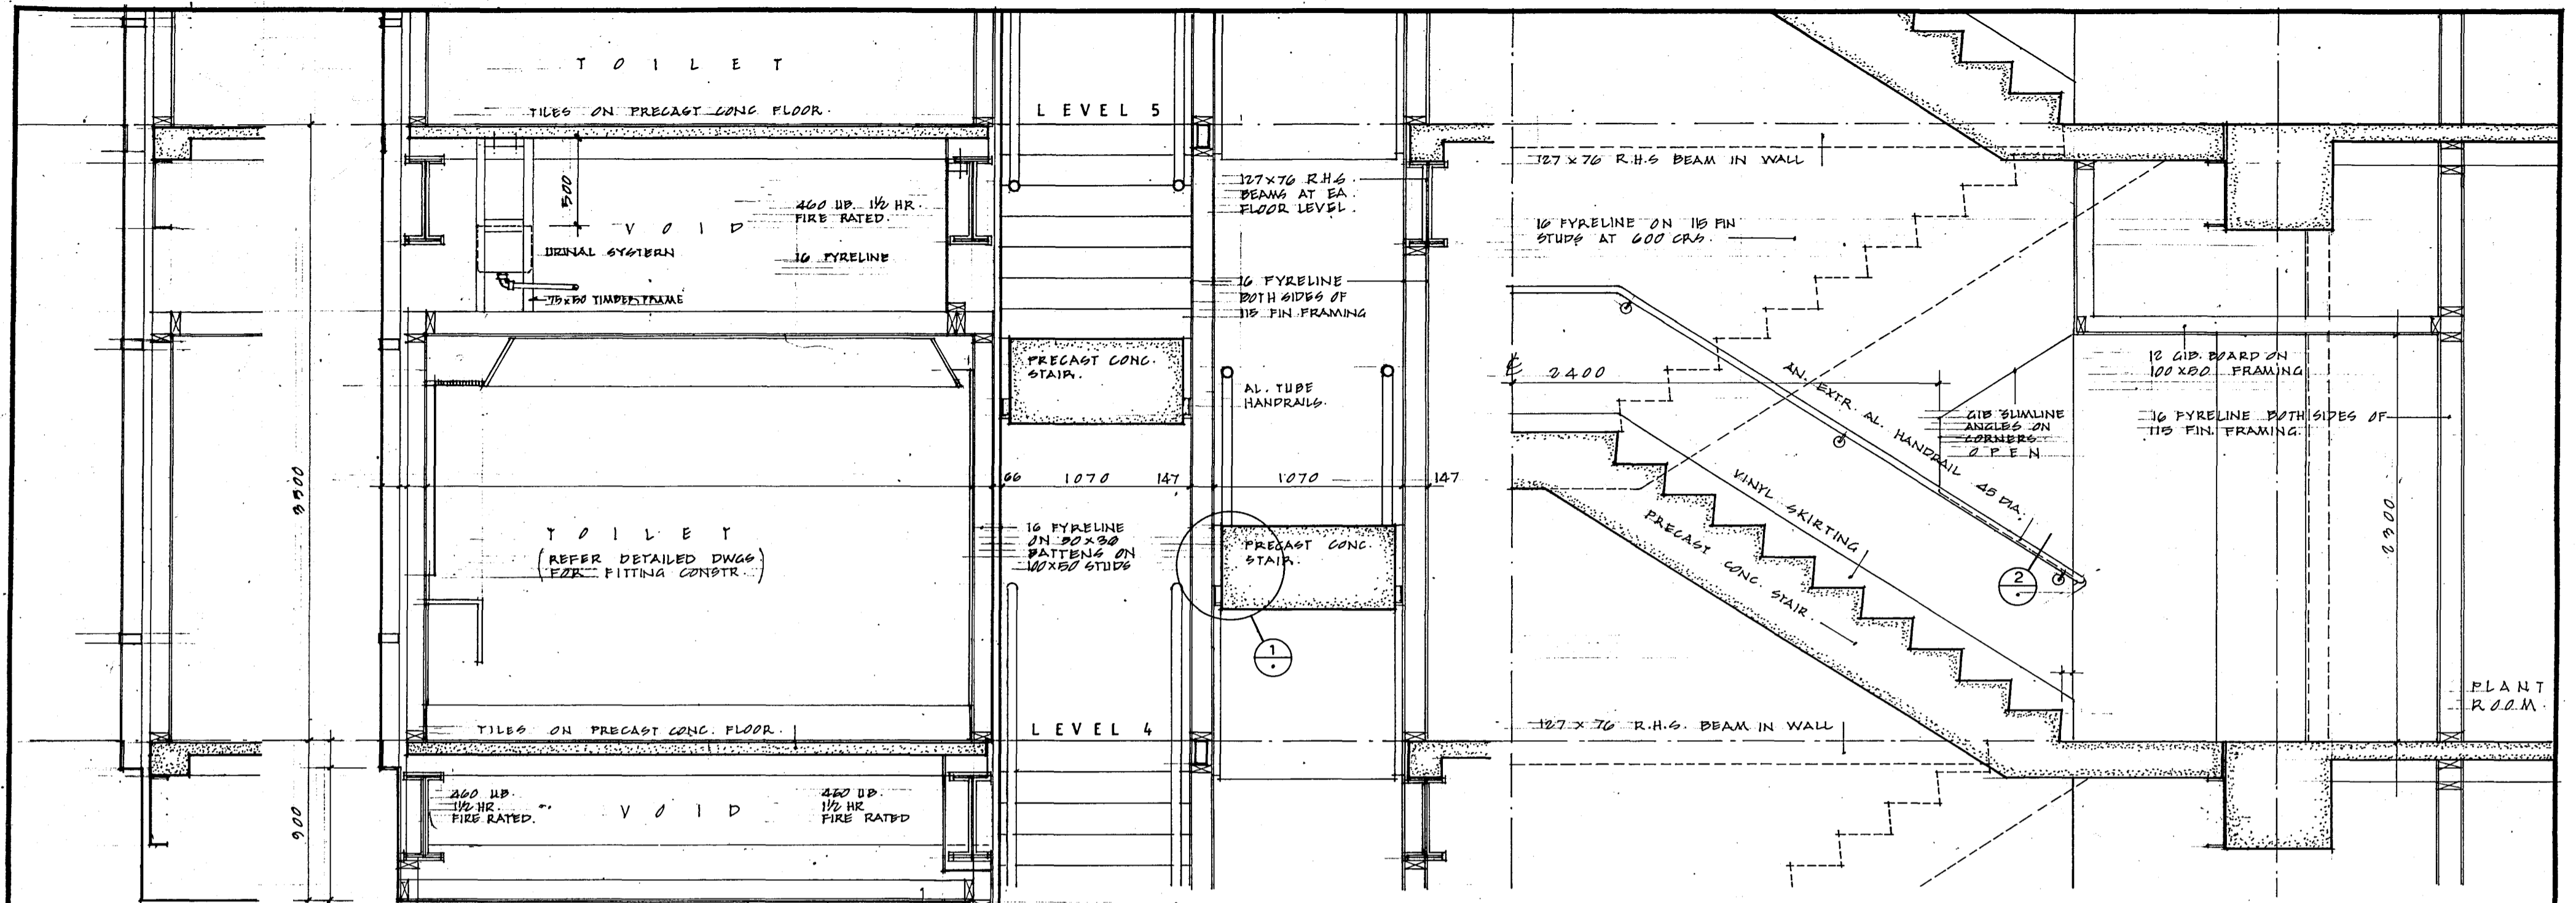 T O I L E T
TILES ON PRECAST CONC FLOOR.
LEVEL 5
500
460 UB. 1½ HR.
FIRE RATED.
V O I D
URINAL SYSTERN
16 FYRELINE
75x50 TIMBER FRAME
127x76 R.H.S.
BEAMS AT EA.
FLOOR LEVEL.
16 FYRELINE
BOTH SIDES OF
115 FIN FRAMING
PRECAST CONC.
STAIR.
AL. TUBE
HANDRAILS.
3500
66 1070 147 1070 147
T O I L E T
(REFER DETAILED DWGS
FOR FITTING CONSTR.)
16 FYRELINE
ON 50x30
BATTENS ON
100x50 STUDS
PRECAST CONC.
STAIR.
1
TILES ON PRECAST CONC. FLOOR.
LEVEL 4
900
460 UB.
1½ HR
FIRE RATED.
V O I D
460 UB.
1½ HR
FIRE RATED
127 x 76 R.H.S BEAM IN WALL
16 FYRELINE ON 115 FIN
STUDS AT 600 CRS.
℄ 2400
AN. EXTR. AL. HANDRAIL 45 DIA.
GIB SLIMLINE
ANGLES ON
CORNERS
OPEN
12 GIB. BOARD ON
100 x50 FRAMING
16 FYRELINE BOTH SIDES OF
115 FIN. FRAMING.
VINYL SKIRTING
PRECAST CONC. STAIR.
2
127 x 76 R.H.S. BEAM IN WALL
PLANT
ROOM.